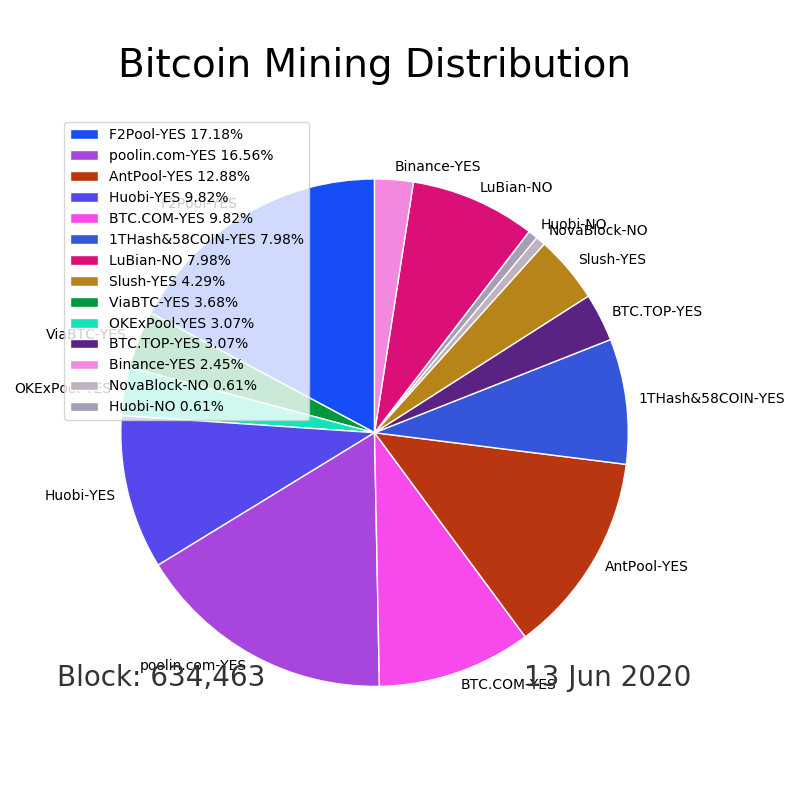 Bitcoin Mining Distribution
F2Pool-YES 17.18%
poolin.com-YES 16.56%
AntPool-YES 12.88%
Huobi-YES 9.82%
BTC.COM-YES 9.82%
1THash&58COIN-YES 7.98%
LuBian-NO 7.98%
Slush-YES 4.29%
ViaBTC-YES 3.68%
OKExPool-YES 3.07%
BTC.TOP-YES 3.07%
Binance-YES 2.45%
NovaBlock-NO 0.61%
Huobi-NO 0.61%
Binance-YES
LuBian-NO
Huobi-NO
NovaBlock-NO
Slush-YES
BTC.TOP-YES
1THash&58COIN-YES
AntPool-YES
BTC.COM-YES
poolin.com-YES
Huobi-YES
OKExPool-YES
ViaBTC-YES
F2Pool-YES
Block: 634,463
13 Jun 2020